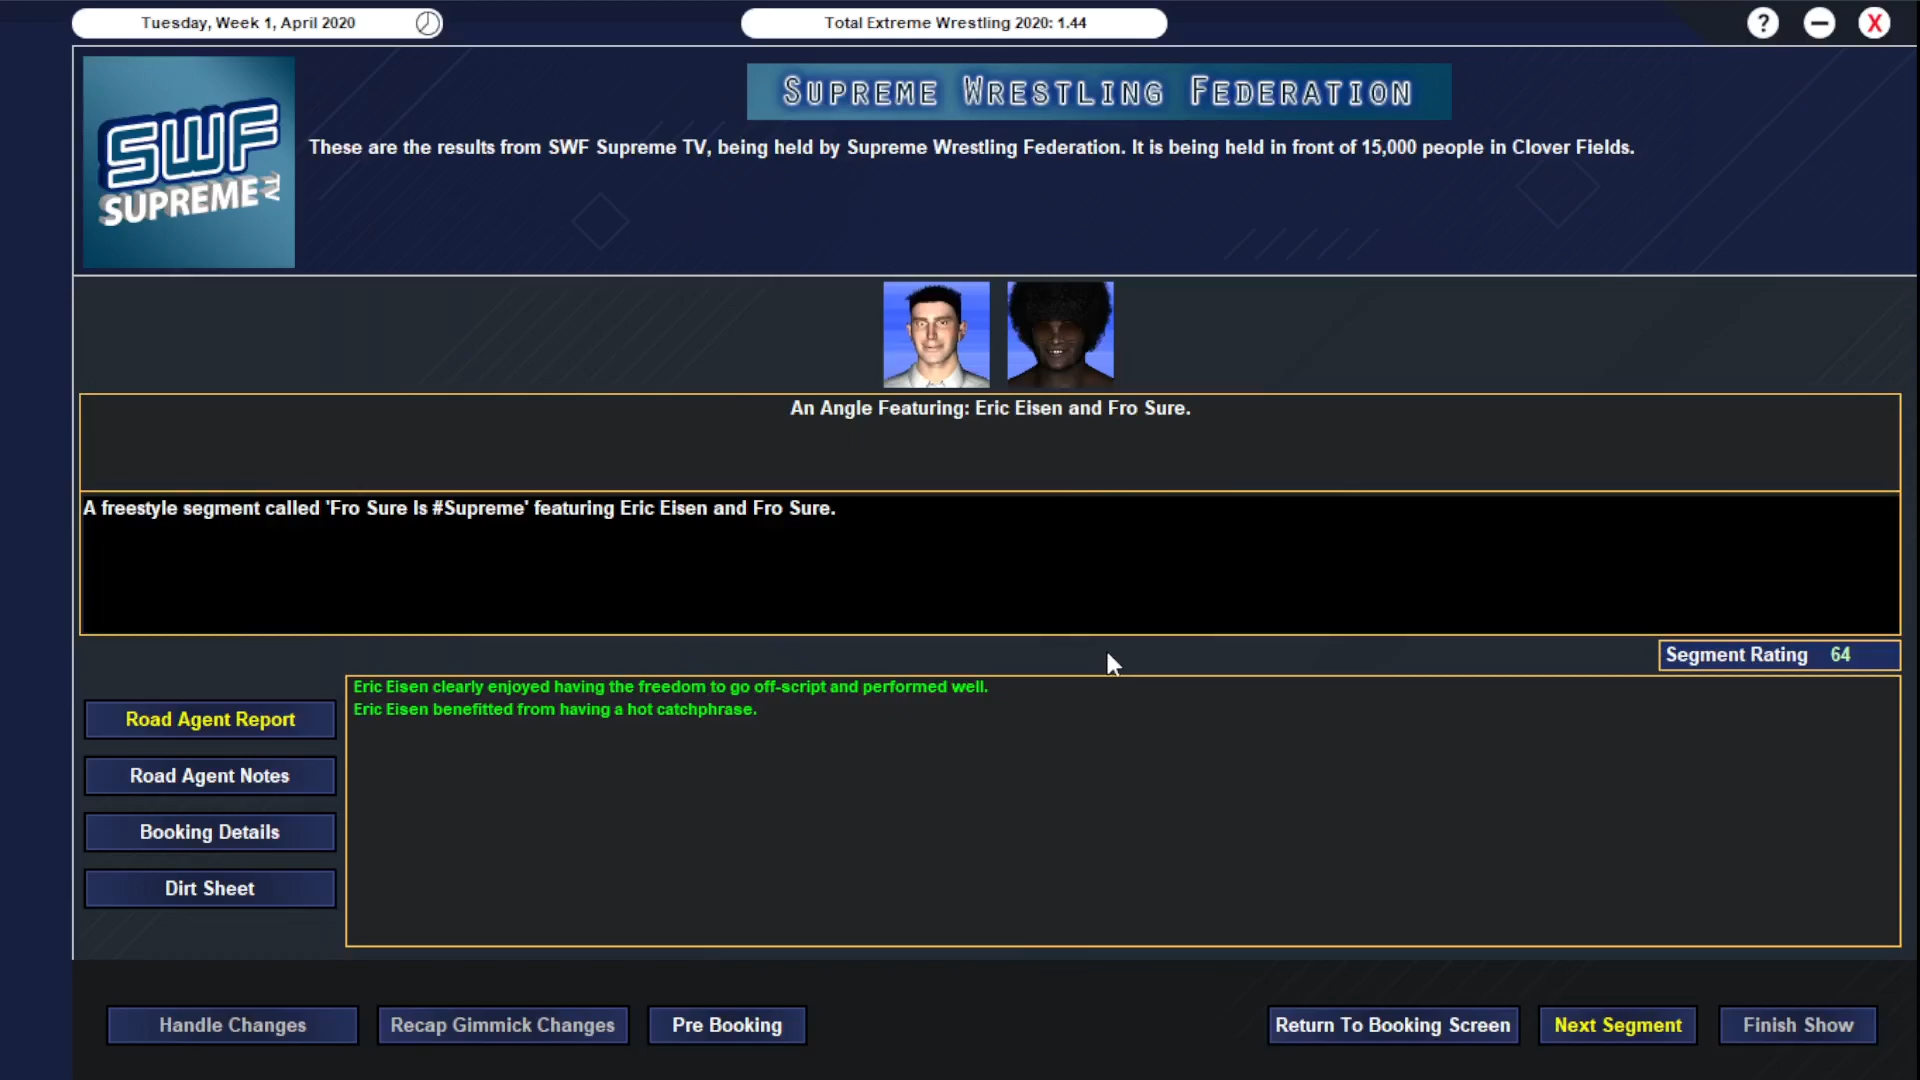 Tuesday, Week 1, April 2020
Total Extreme Wrestling 2020: 1.44
?
X
SWF
SUPREME TV
SUPREME WRESTLING FEDERATION
These are the results from SWF Supreme TV, being held by Supreme Wrestling Federation. It is being held in front of 15,000 people in Clover Fields.
An Angle Featuring: Eric Eisen and Fro Sure.
A freestyle segment called 'Fro Sure Is #Supreme' featuring Eric Eisen and Fro Sure.
Segment Rating 64
Eric Eisen clearly enjoyed having the freedom to go off-script and performed well.
Eric Eisen benefitted from having a hot catchphrase.
Road Agent Report
Road Agent Notes
Booking Details
Dirt Sheet
Handle Changes
Recap Gimmick Changes
Pre Booking
Return To Booking Screen
Next Segment
Finish Show